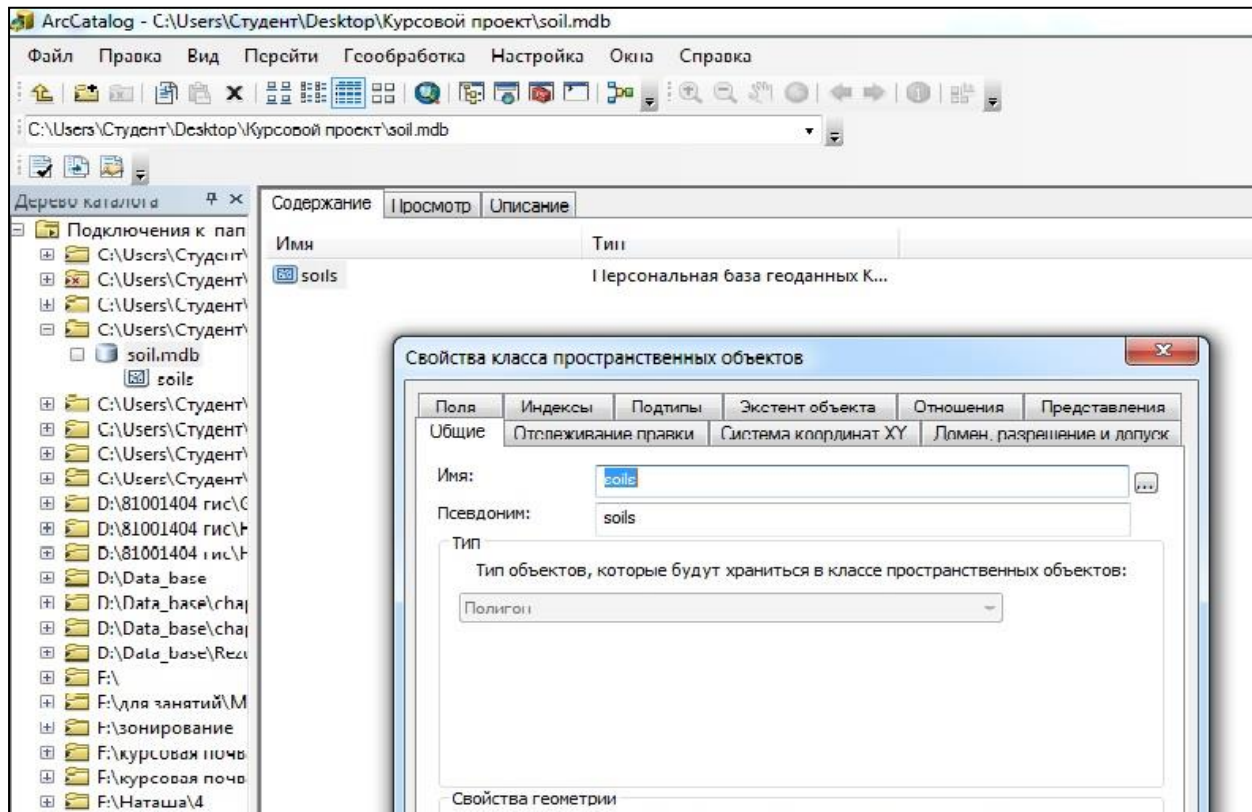 ArcCatalog - C:\Users\Студент\Desktop\Курсовой проект\soil.mdb
Файл Правка Вид Перейти Геообработка Настройка Окна Справка
C:\Users\Студент\Desktop\Курсовой проект\soil.mdb
Дерево каталога
Содержание Просмотр Описание
Подключения к пап
Имя Тип
C:\Users\Студент\
soils Персональная база геоданных К...
C:\Users\Студент\
C:\Users\Студент\
C:\Users\Студент\
soil.mdb
soils
C:\Users\Студент\
C:\Users\Студент\
C:\Users\Студент\
C:\Users\Студент\
D:\81001404 гис\
D:\81001404 гис\
D:\81001404 гис\
D:\Data_base
D:\Data_base\chap
D:\Data_base\chap
D:\Data_base\Rezu
F:\
F:\для занятий\М
F:\зонирование
F:\курсовая почв
F:\курсовая почв
F:\Наташа\4
Свойства класса пространственных объектов
Поля Индексы Подтипы Экстент объекта Отношения Представления
Общие Отслеживание правки Система координат XY Домен, разрешение и допуск
Имя: soils
...
Псевдоним: soils
Тип
Тип объектов, которые будут храниться в классе пространственных объектов:
Полигон
Свойства геометрии